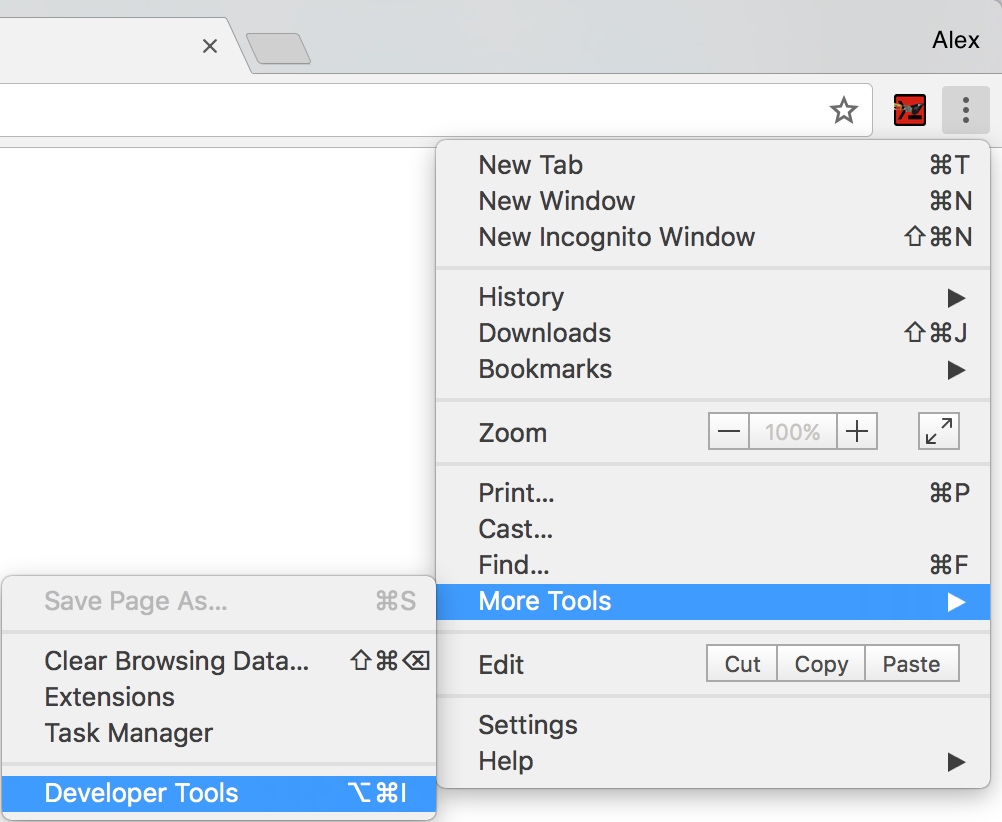 Alex
New Tab ⌘T
New Window ⌘N
New Incognito Window ⇧⌘N
History ▶
Downloads ⇧⌘J
Bookmarks ▶
Zoom — 100% +
Print... ⌘P
Cast...
Find... ⌘F
More Tools ▶
Edit Cut Copy Paste
Settings
Help ▶
Save Page As... ⌘S
Clear Browsing Data... ⇧⌘⌫
Extensions
Task Manager
Developer Tools ⌥⌘I